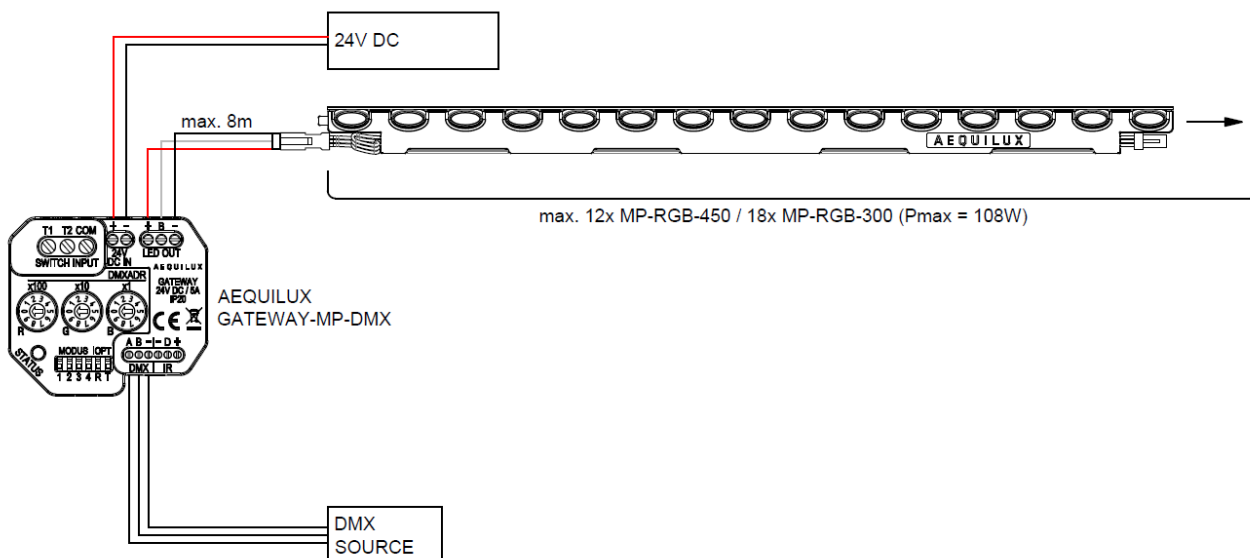 24V DC
max. 8m
AEQUILUX
max. 12x MP-RGB-450 / 18x MP-RGB-300 (Pmax = 108W)
T1 T2 COM
SWITCH INPUT
+ -
24V
DC IN
+ B -
LED OUT
AEQUILUX
GATEWAY
24V DC / 5A
IP20
DMXADR
x100 x10 x1
R G B
CE
STATUS
MODUS OPT
1 2 3 4 R T
A B - - D +
DMX IR
AEQUILUX
GATEWAY-MP-DMX
DMX
SOURCE